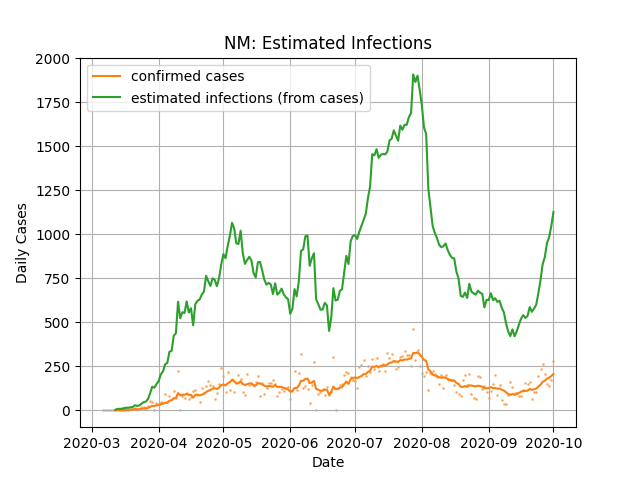 NM: Estimated Infections
confirmed cases
estimated infections (from cases)
Daily Cases
2000
1750
1500
1250
1000
750
500
250
0
2020-03 2020-04 2020-05 2020-06 2020-07 2020-08 2020-09 2020-10
Date